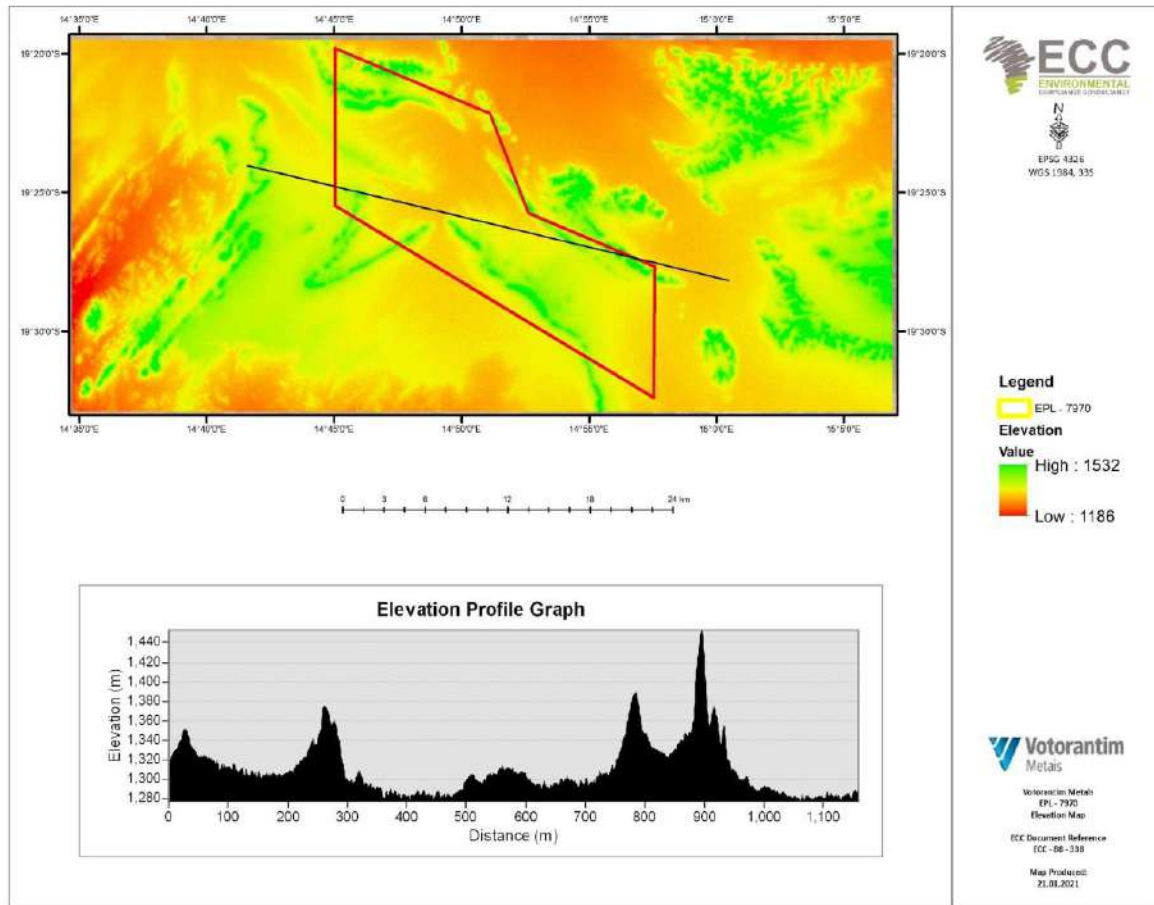 14°35'0"E 14°40'0"E 14°45'0"E 14°50'0"E 14°55'0"E 15°0'0"E 15°5'0"E
19°20'0"S 19°20'0"S
19°25'0"S 19°25'0"S
19°30'0"S 19°30'0"S
14°35'0"E 14°40'0"E 14°45'0"E 14°50'0"E 14°55'0"E 15°0'0"E 15°5'0"E
0 3 6 12 18 24 km
Elevation Profile Graph
Elevation (m)
1,440
1,420
1,400
1,380
1,360
1,340
1,320
1,300
1,280
0 100 200 300 400 500 600 700 800 900 1,000 1,100
Distance (m)
ECC
ENVIRONMENTAL
COMPLIANCE CONSULTANCY
N
EPSG 4326
WGS 1984, 33S
Legend
EPL - 7970
Elevation
Value
High : 1532
Low : 1186
Votorantim
Metais
Votorantim Metals
EPL - 7970
Elevation Map
ECC Document Reference
ECC - 88 - 338
Map Produced: